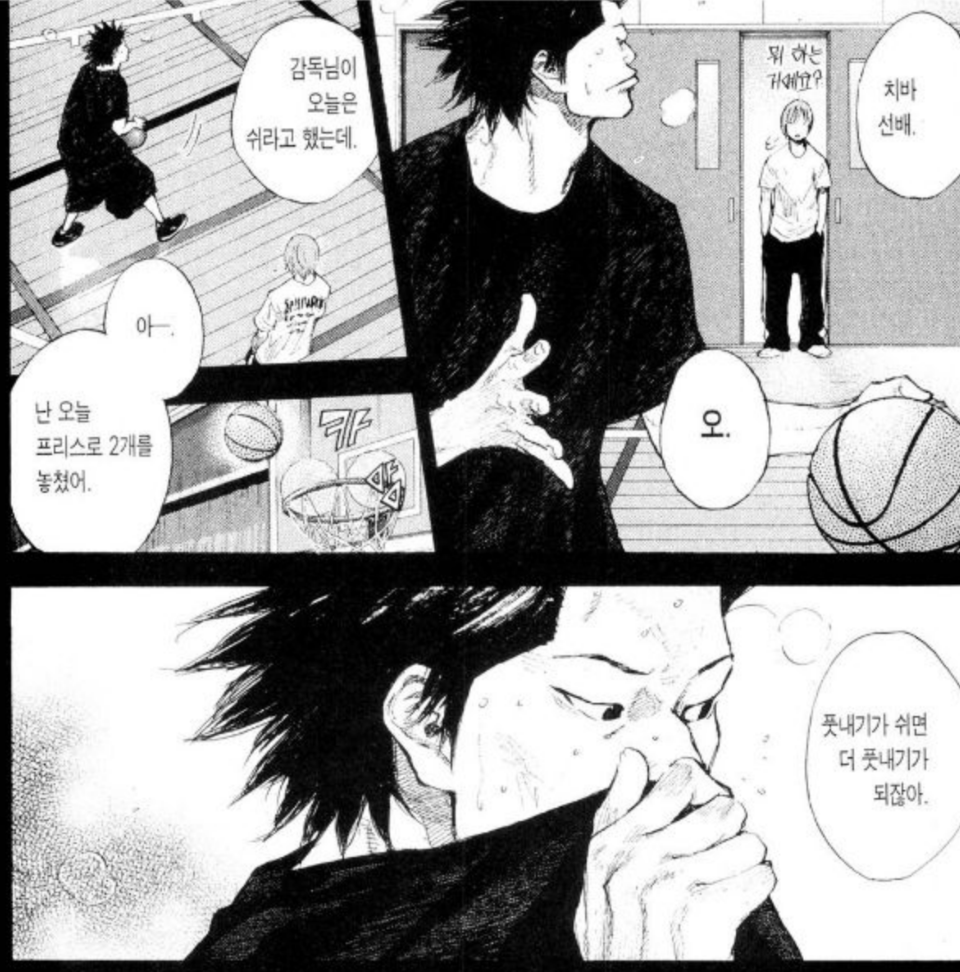 치바
선배.
뭐 하는
거예요?
오.
감독님이
오늘은
쉬라고 했는데.
아—.
난 오늘
프리스로 2개를
놓쳤어.
카
앙
풋내기가 쉬면
더 풋내기가
되잖아.